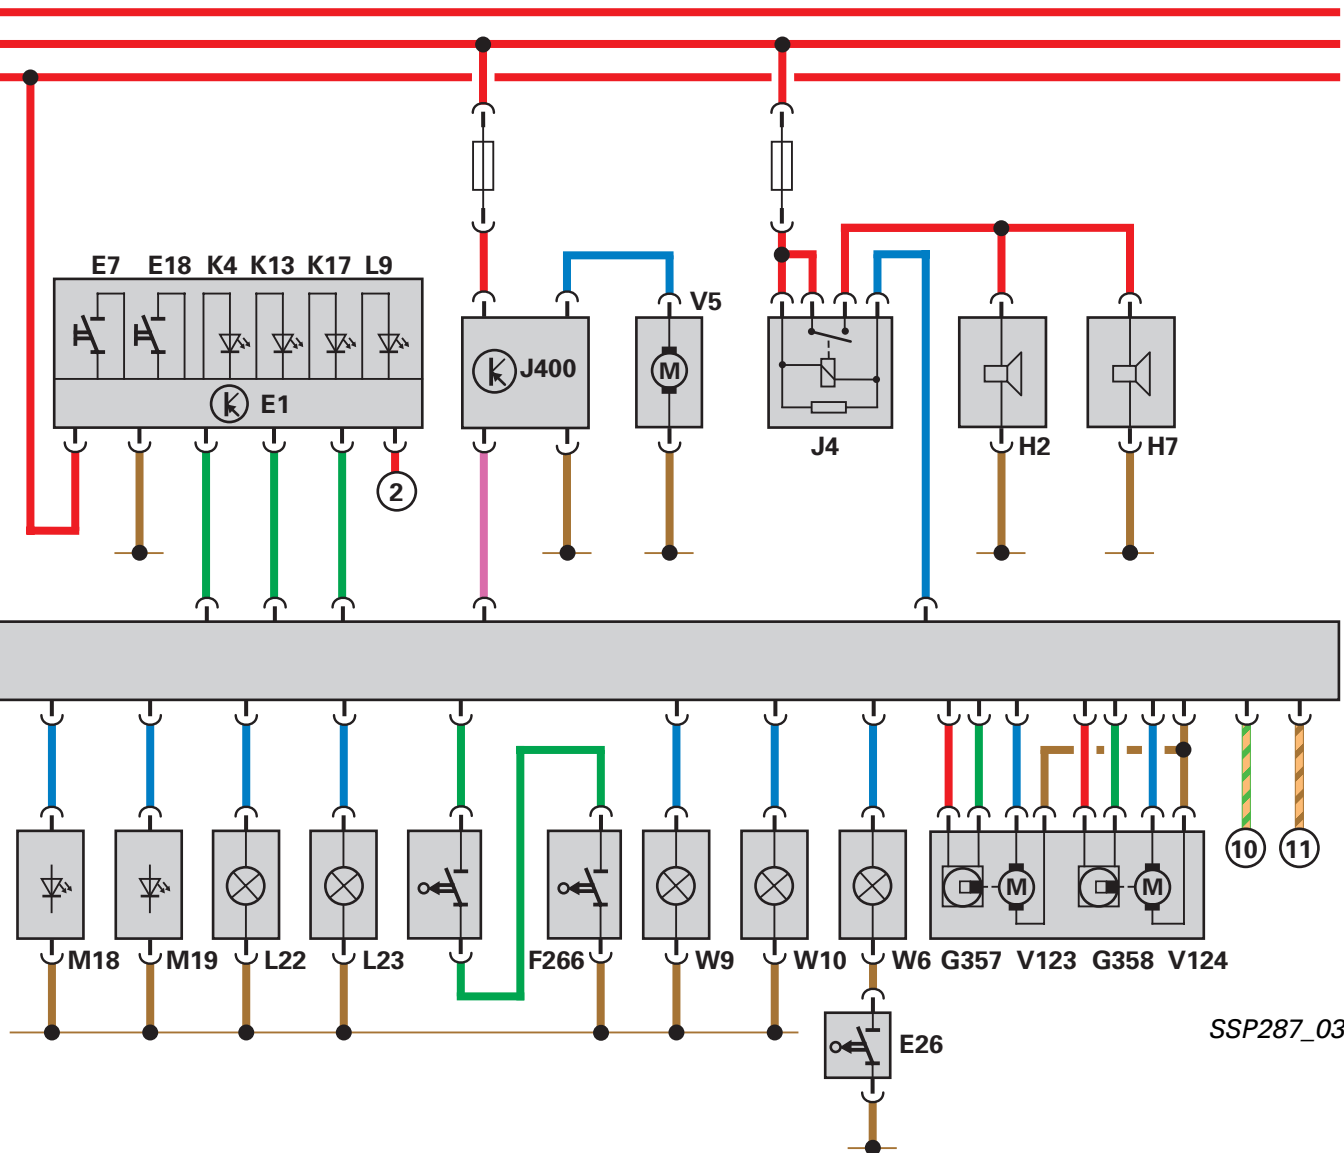 E7 E18 K4 K13 K17 L9
V5
J400
M
E1
J4
H2
H7
2
10
11
M
M
M18
M19
L22
L23
F266
W9
W10
W6
G357
V123
G358
V124
E26
SSP287_03